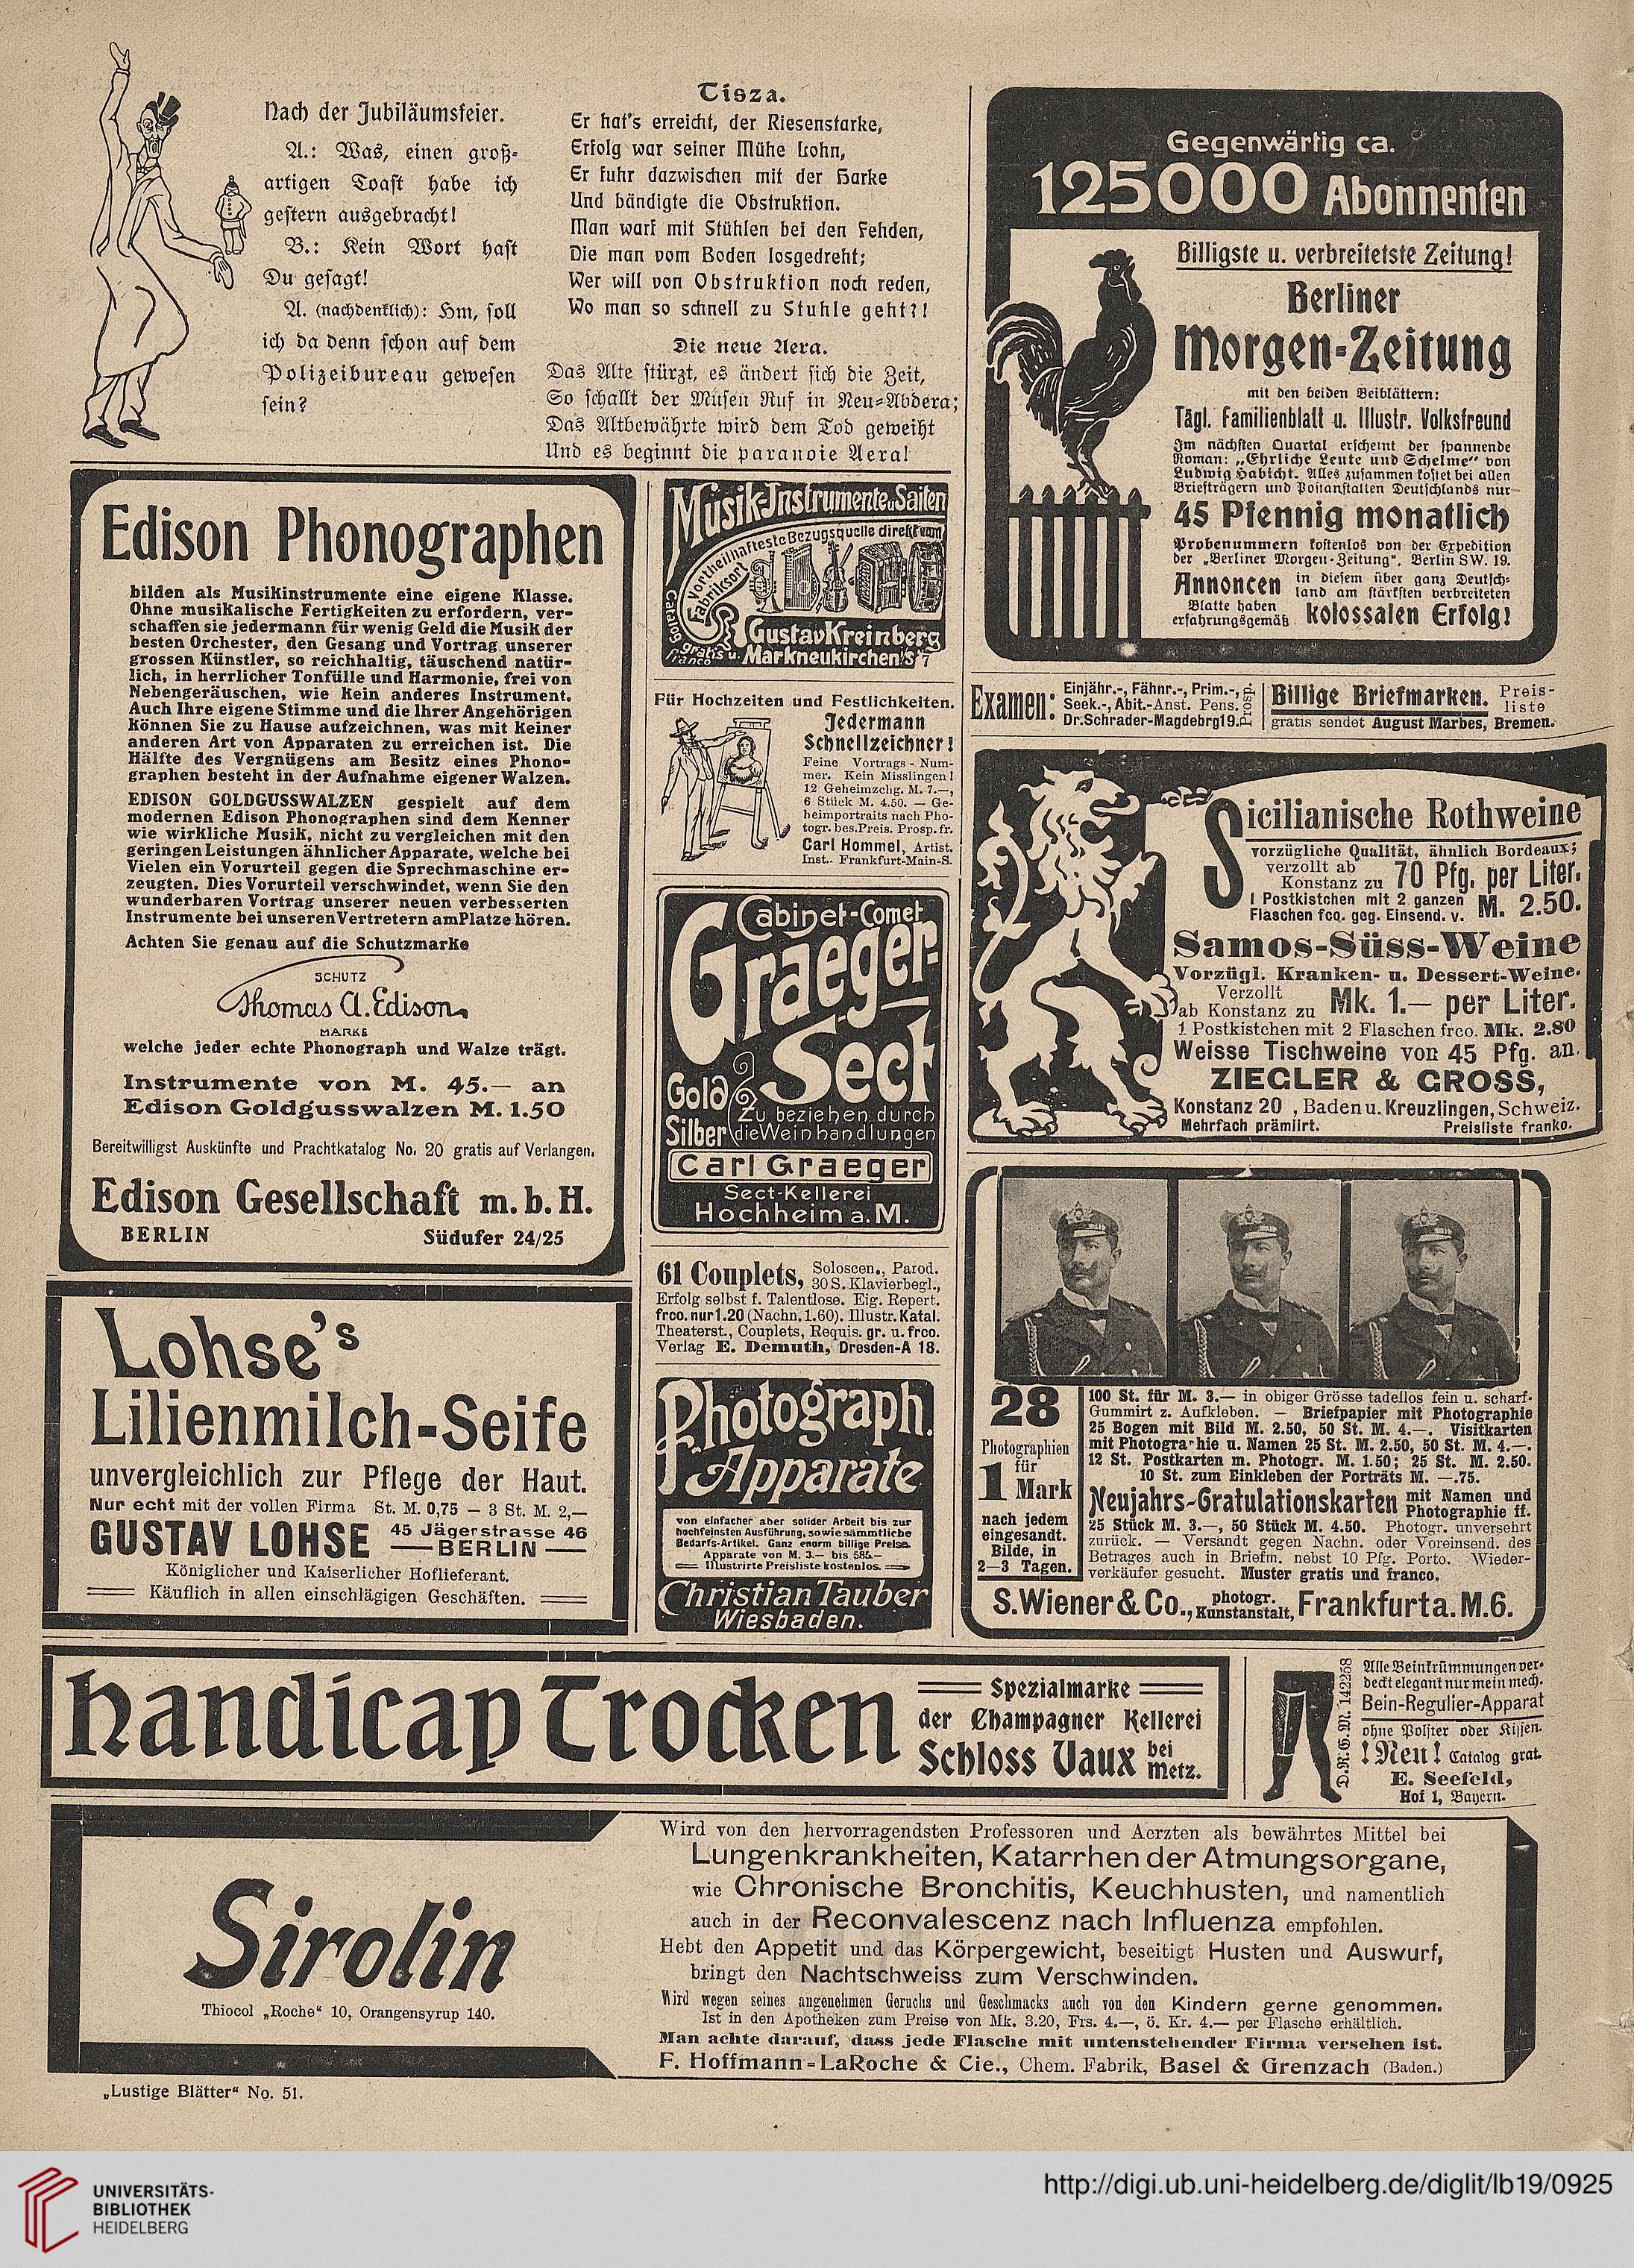 Nach der Jubiläumsfeier.
A.: Was, einen groß-
artigen Toast habe ich
gestern ausgebracht!
B.: Kein Wort hast
Du gesagt!
A. (nachdenklich): Hm, soll
ich da denn schon auf dem
Polizeibureau gewesen
sein?
Tisza.
Er hat's erreicht, der Riesenstarke,
Erfolg war seiner Mühe Lohn,
Er fuhr dazwischen mit der Harke
Und bändigte die Obstruktion.
Man warf mit Stühlen bei den Fehden,
Die man vom Boden losgedreht;
Wer will von Obstruktion noch reden,
Wo man so schnell zu Stuhle geht?!
Die neue Aera.
Das Alte stürzt, es ändert sich die Zeit,
So schallt der Musen Ruf in Neu-Abdera;
Das Altbewährte wird dem Tod geweiht
Und es beginnt die paranoie Aera!
Gegenwärtig ca.
125000 Abonnenten
Billigste u. verbreitetste Zeitung!
Berliner
Morgen-Zeitung
mit den beiden Beiblättern:
Tägl. Familienblatt u. Illustr. Volksfreund
Im nächsten Quartal erscheint der spannende
Roman: „Ehrliche Leute und Schelme" von
Ludwig Habicht. Alles zusammen kostet bei allen
Briefträgern und Postanstalten Deutschlands nur
45 Pfennig monatlich
Probenummern kostenlos von der Expedition
der „Berliner Morgen-Zeitung", Berlin SW. 19.
Annoncen in diesem über ganz Deutsch-
land am stärksten verbreiteten
Blatte haben
erfahrungsgemäß kolossalen Erfolg!
Edison Phonographen
bilden als Musikinstrumente eine eigene Klasse.
Ohne musikalische Fertigkeiten zu erfordern, ver-
schaffen sie jedermann für wenig Geld die Musik der
besten Orchester, den Gesang und Vortrag unserer
grossen Künstler, so reichhaltig, täuschend natür-
lich, in herrlicher Tonfülle und Harmonie, frei von
Nebengeräuschen, wie kein anderes Instrument.
Auch Ihre eigene Stimme und die Ihrer Angehörigen
können Sie zu Hause aufzeichnen, was mit keiner
anderen Art von Apparaten zu erreichen ist. Die
Hälfte des Vergnügens am Besitz eines Phono-
graphen besteht in der Aufnahme eigener Walzen.
EDISON GOLDGUSSWALZEN gespielt auf dem
modernen Edison Phonographen sind dem Kenner
wie wirkliche Musik, nicht zu vergleichen mit den
geringen Leistungen ähnlicher Apparate, welche bei
Vielen ein Vorurteil gegen die Sprechmaschine er-
zeugten. Dies Vorurteil verschwindet, wenn Sie den
wunderbaren Vortrag unserer neuen verbesserten
Instrumente bei unseren Vertretern am Platze hören.
Achten Sie genau auf die Schutzmarke
SCHUTZ
Thomas A. Edison
MARKE
welche jeder echte Phonograph und Walze trägt.
Instrumente von M. 45.— an
Edison Goldgusswalzen M. 1.50
Bereitwilligst Auskünfte und Prachtkatalog No. 20 gratis auf Verlangen.
Edison Gesellschaft m. b. H.
BERLIN Südufer 24/25
Musik-Instrumente u. Saiten
Vortheilhafteste Bezugsquelle direkt vom
Fabriksort
Catalog gratis u. franco
Gustav Kreinberg
Markneukirchen/S 7
Für Hochzeiten und Festlichkeiten.
Jedermann
Schnellzeichner!
Feine Vortrags-Num-
mer. Kein Misslingen!
12 Geheimzchg. M. 7.—,
6 Stück M. 4.50. — Ge-
heimportraits nach Pho-
togr. bes. Preis. Prosp. fr.
Carl Hommel, Artist.
Inst. Frankfurt-Main-S.
Examen: Einjähr.-, Fähnr.-, Prim.-,
Seek.-, Abit.-Anst. Pens.
Dr. Schrader-Magdebrg 19. Prosp.
Billige Briefmarken. Preis-
liste
gratis sendet August Marbes, Bremen.
Sicilianische Rothweine
vorzügliche Qualität, ähnlich Bordeaux;
verzollt ab
Konstanz zu 70 Pfg. per Liter.
1 Postkistchen mit 2 ganzen
Flaschen fco. geg. Einsend. v. M. 2.50.
Samos-Süss-Weine
Vorzügl. Kranken- u. Dessert-Weine.
Verzollt
ab Konstanz zu Mk. 1.— per Liter.
1 Postkistchen mit 2 Flaschen frco. Mk. 2.80
Weisse Tischweine von 45 Pfg. an.
ZIEGLER & GROSS,
Konstanz 20, Baden u. Kreuzlingen, Schweiz.
Mehrfach prämiirt. Preisliste franko.
Cabinet-Comet
Graeger-
Sect
Gold
Silber
Zu beziehen durch
die Weinhandlungen
Carl Graeger
Sect-Kellerei
Hochheim a. M.
61 Couplets, Soloscen., Parod.
30 S. Klavierbegl.,
Erfolg selbst f. Talentlose. Eig. Repert.
frco. nur 1.20 (Nachn. 1.60). Illustr. Katal.
Theaterst., Couplets, Requis. gr. u. frco.
Verlag E. Demuth, Dresden-A 18.
Lohse's
Lilienmilch-Seife
unvergleichlich zur Pflege der Haut.
Nur echt mit der vollen Firma St. M. 0,75 – 3 St. M. 2,—
GUSTAV LOHSE 45 Jägerstrasse 46
BERLIN
Königlicher und Kaiserlicher Hoflieferant.
Käuflich in allen einschlägigen Geschäften.
Photograph.
Apparate
von einfacher aber solider Arbeit bis zur
hochfeinsten Ausführung, sowie sämmtliche
Bedarfs-Artikel. Ganz enorm billige Preise.
Apparate von M. 3.— bis 585.—
Illustrirte Preisliste kostenlos.
Christian Tauber
Wiesbaden.
28
Photographien
für
1 Mark
nach jedem
eingesandt.
Bilde, in
2—3 Tagen.
100 St. für M. 3.— in obiger Grösse tadellos fein u. scharf.
Gummirt z. Aufkleben. — Briefpapier mit Photographie
25 Bogen mit Bild M. 2.50, 50 St. M. 4.—. Visitkarten
mit Photographie u. Namen 25 St. M. 2.50, 50 St. M. 4.—.
12 St. Postkarten m. Photogr. M. 1.50; 25 St. M. 2.50.
10 St. zum Einkleben der Porträts M. —.75.
Neujahrs-Gratulationskarten mit Namen und
Photographie ff.
25 Stück M. 3.—, 50 Stück M. 4.50. Photogr. unversehrt
zurück. — Versandt gegen Nachn. oder Voreinsend. des
Betrages auch in Briefm. nebst 10 Pfg. Porto. Wieder-
verkäufer gesucht. Muster gratis und franco.
S. Wiener & Co., photogr.
Kunstanstalt, Frankfurt a. M. 6.
Handicap Trocken
Spezialmarke
der Champagner Kellerei
Schloss Vaux bei
Metz.
D. R. G. M. 142258
Alle Beinkrümmungen ver-
deckt elegant nur mein mech.
Bein-Regulier-Apparat
ohne Polster oder Kissen.
! Neu! Catalog grat.
E. Seefeld,
Hof 1, Bayern.
Sirolin
Thiocol „Roche" 10, Orangensyrup 140.
Wird von den hervorragendsten Professoren und Aerzten als bewährtes Mittel bei
Lungenkrankheiten, Katarrhen der Atmungsorgane,
wie Chronische Bronchitis, Keuchhusten, und namentlich
auch in der Reconvalescenz nach Influenza empfohlen.
Hebt den Appetit und das Körpergewicht, beseitigt Husten und Auswurf,
bringt den Nachtschweiss zum Verschwinden.
Wird wegen seines angenehmen Geruchs und Geschmacks auch von den Kindern gerne genommen.
Ist in den Apotheken zum Preise von Mk. 3.20, Frs. 4.—, ö. Kr. 4.— per Flasche erhältlich.
Man achte darauf, dass jede Flasche mit untenstehender Firma versehen ist.
F. Hoffmann-LaRoche & Cie., Chem. Fabrik, Basel & Grenzach (Baden.)
„Lustige Blätter" No. 51.
UNIVERSITÄTS-
BIBLIOTHEK
HEIDELBERG
http://digi.ub.uni-heidelberg.de/diglit/lb19/0925